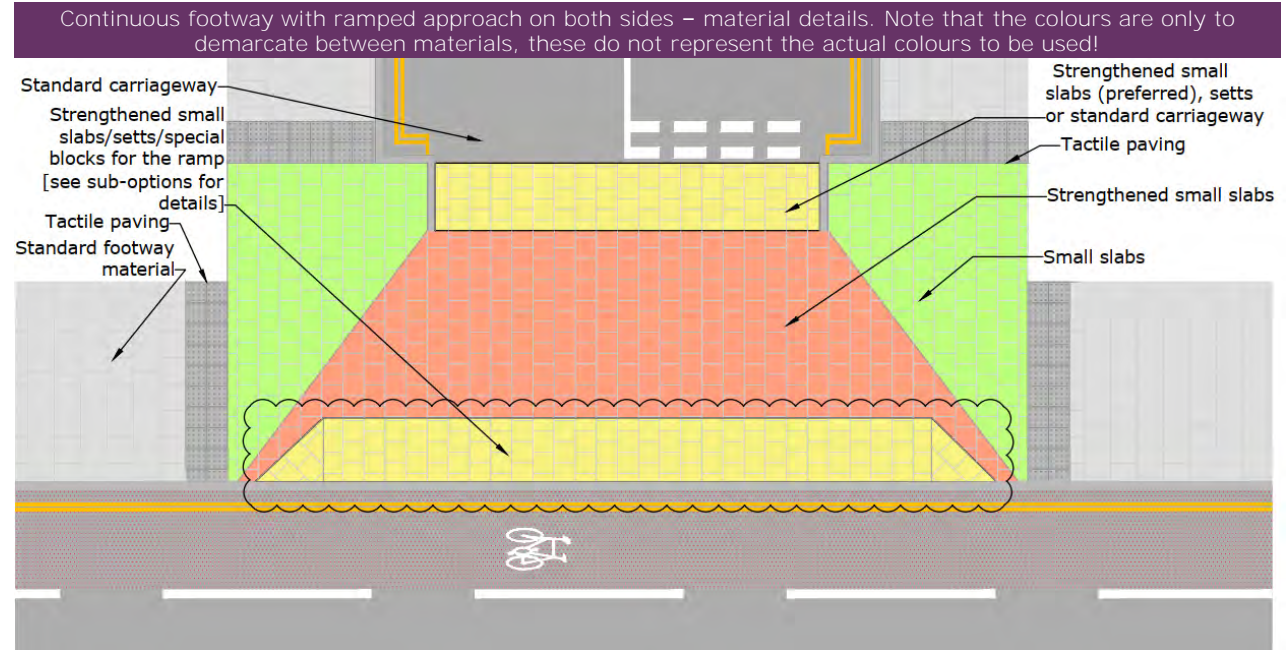 Continuous footway with ramped approach on both sides – material details. Note that the colours are only to
demarcate between materials, these do not represent the actual colours to be used!
Standard carriageway
Strengthened small
slabs/setts/special
blocks for the ramp
[see sub-options for
details]
Tactile paving
Standard footway
material
Strengthened small
slabs (preferred), setts
or standard carriageway
Tactile paving
Strengthened small slabs
Small slabs